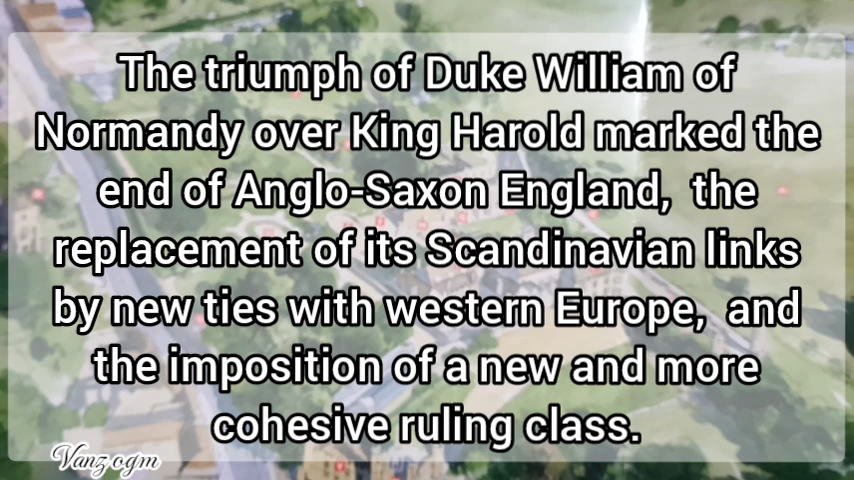 The triumph of Duke William of
Normandy over King Harold marked the
end of Anglo-Saxon England,  the
replacement of its Scandinavian links
by new ties with western Europe,  and
the imposition of a new and more
cohesive ruling class.
Vanz ogm